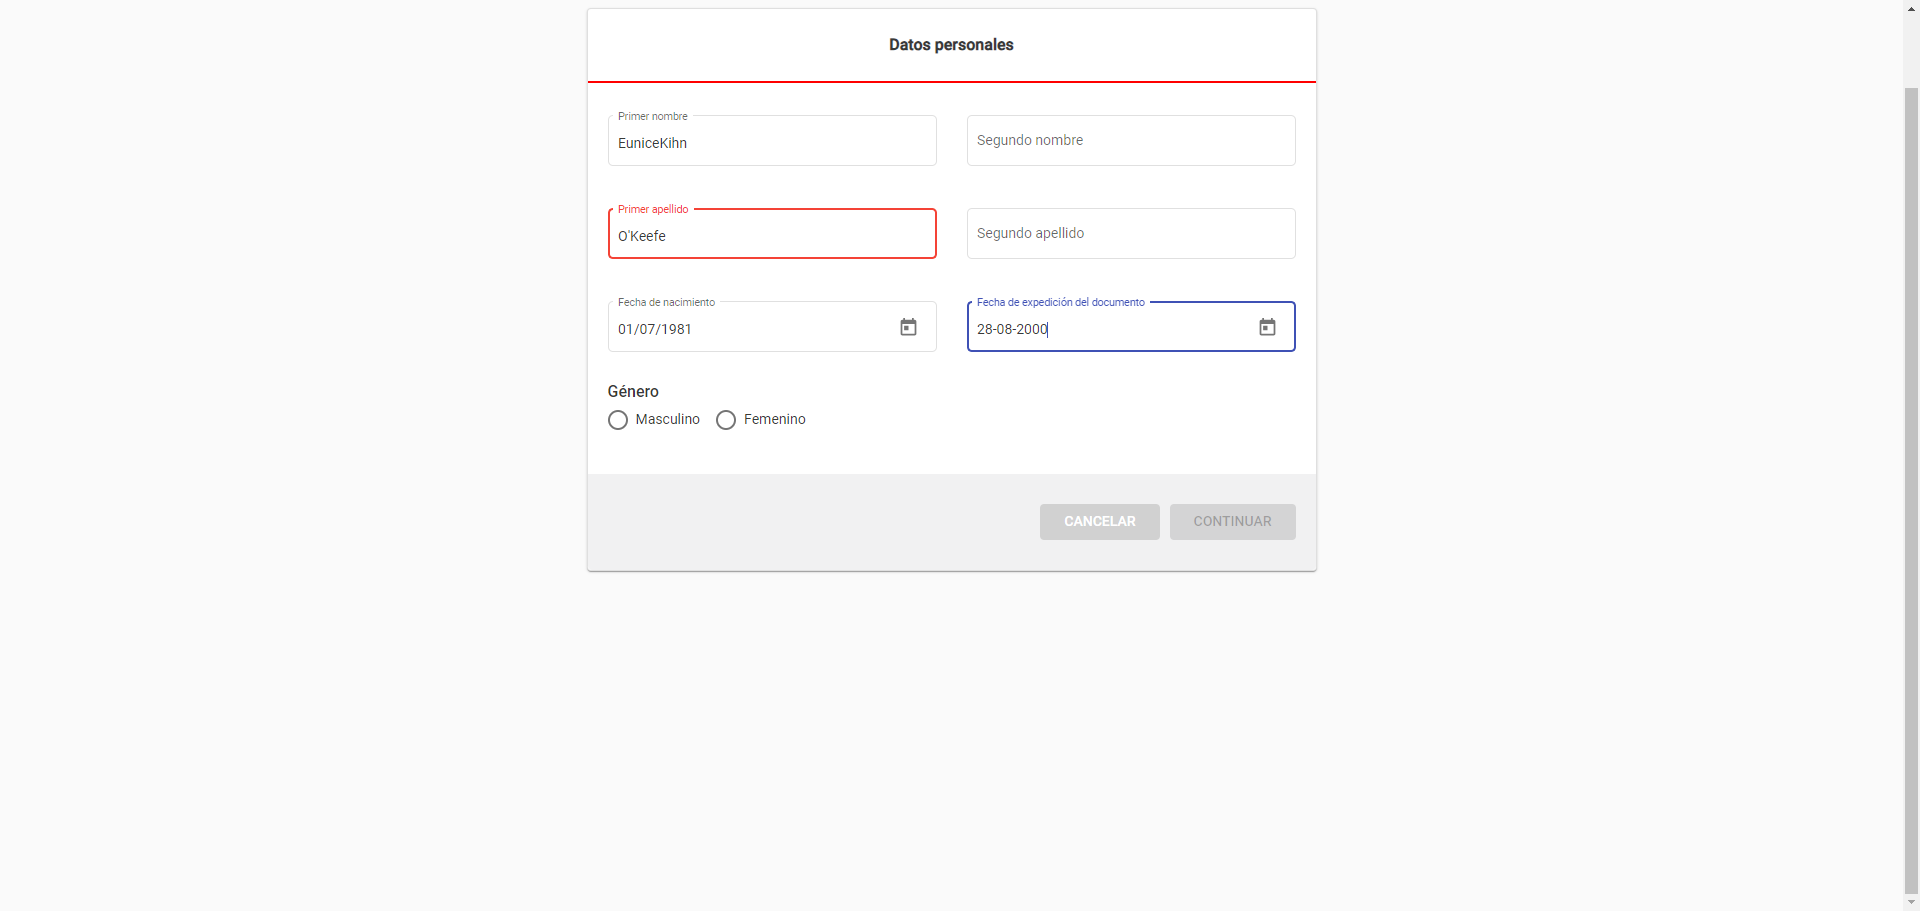 Datos personales
Primer nombre
EuniceKihn
Segundo nombre
Primer apellido
O'Keefe
Segundo apellido
Fecha de nacimiento
01/07/1981
Fecha de expedición del documento
28-08-2000
Género
Masculino
Femenino
CANCELAR
CONTINUAR